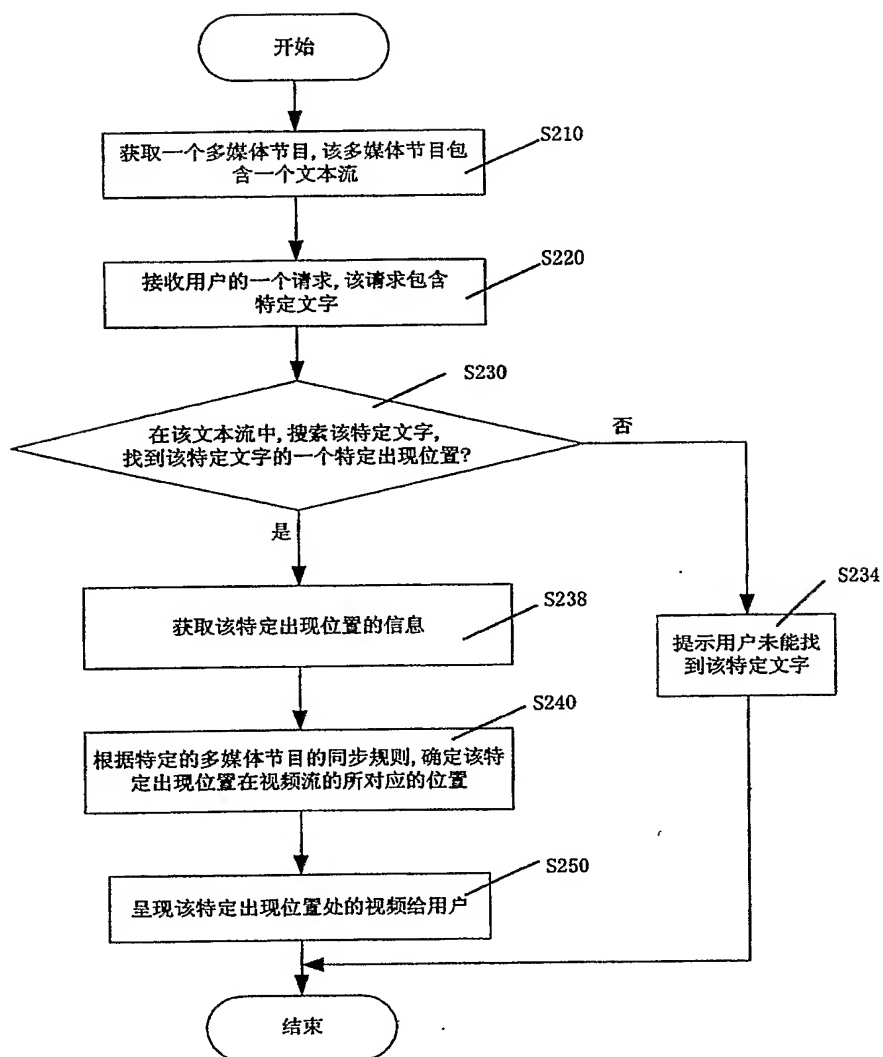 开始
S210
获取一个多媒体节目,该多媒体节目包
含一个文本流
S220
接收用户的一个请求,该请求包含
特定文字
S230
在该文本流中,搜索该特定文字,
找到该特定文字的一个特定出现位置?
否
是
S238
获取该特定出现位置的信息
S234
提示用户未能找
到该特定文字
S240
根据特定的多媒体节目的同步规则,确定该特
定出现位置在视频流的所对应的位置
S250
呈现该特定出现位置处的视频给用户
结束